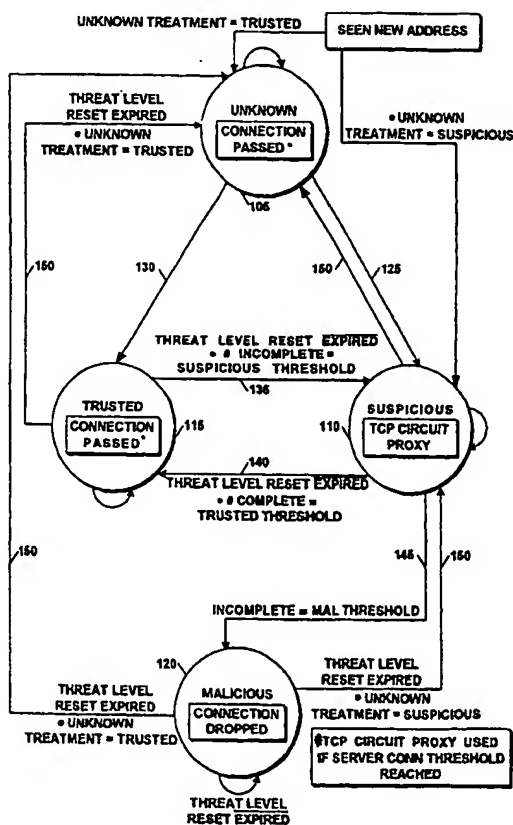 UNKNOWN TREATMENT = TRUSTED
SEEN NEW ADDRESS
THREAT LEVEL
RESET EXPIRED
• UNKNOWN
TREATMENT = TRUSTED
UNKNOWN
CONNECTION
PASSED*
105
• UNKNOWN
TREATMENT = SUSPICIOUS
150
130
150
125
THREAT LEVEL RESET EXPIRED
• # INCOMPLETE =
SUSPICIOUS THRESHOLD
135
TRUSTED
CONNECTION
PASSED*
115
110
SUSPICIOUS
TCP CIRCUIT
PROXY
140
THREAT LEVEL RESET EXPIRED
• # COMPLETE =
TRUSTED THRESHOLD
150
145
150
INCOMPLETE = MAL THRESHOLD
120
THREAT LEVEL
RESET EXPIRED
• UNKNOWN
TREATMENT = TRUSTED
MALICIOUS
CONNECTION
DROPPED
THREAT LEVEL
RESET EXPIRED
• UNKNOWN
TREATMENT = SUSPICIOUS
*TCP CIRCUIT PROXY USED
IF SERVER CONN THRESHOLD
REACHED
THREAT LEVEL
RESET EXPIRED